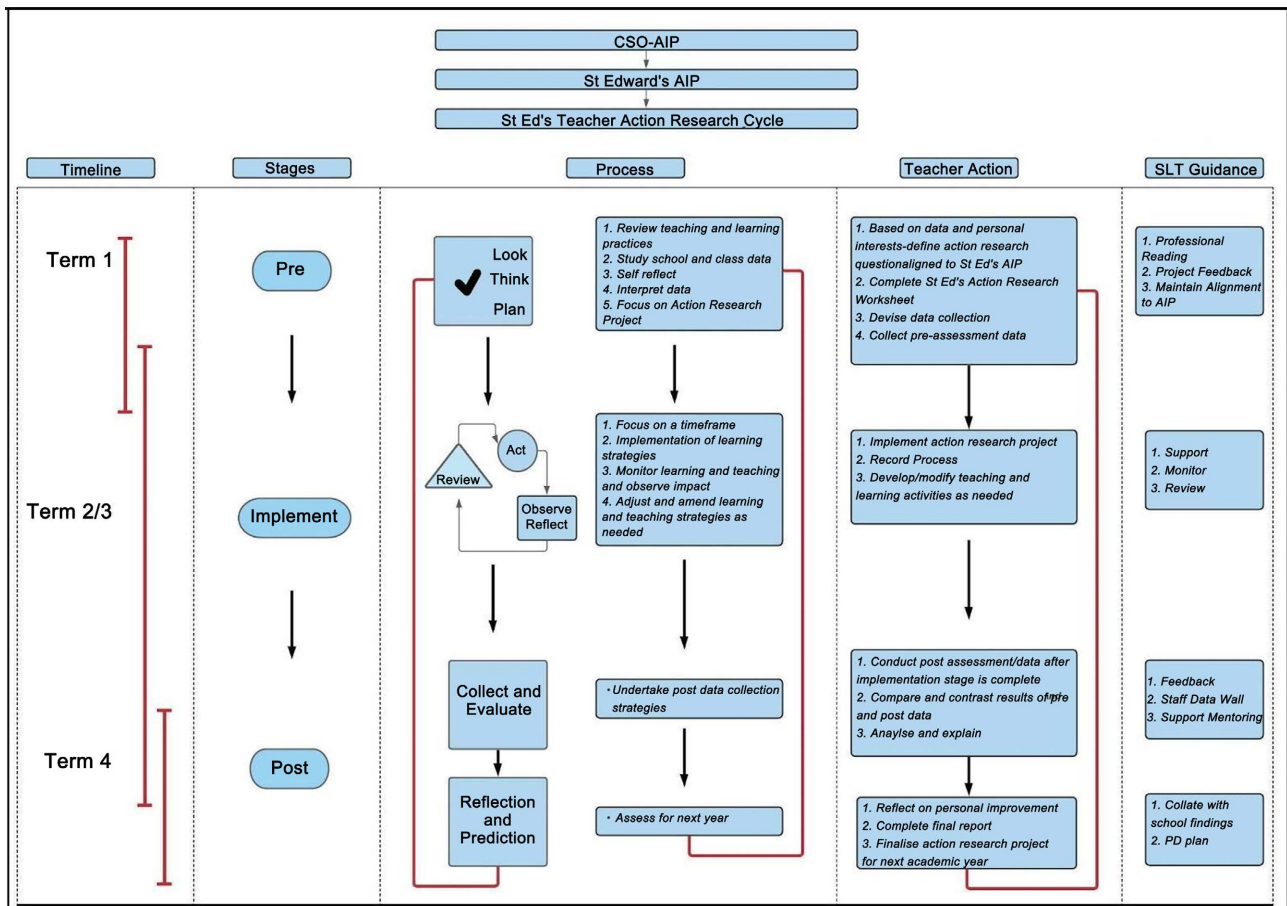 CSO-AIP
St Edward's AIP
St Ed's Teacher Action Research Cycle
Timeline
Stages
Process
Teacher Action
SLT Guidance
Term 1
Pre
Look
Think
Plan
1. Review teaching and learning
practices
2. Study school and class data
3. Self reflect
4. Interpret data
5. Focus on Action Research
Project
1. Based on data and personal
interests-define action research
questionaligned to St Ed's AIP
2. Complete St Ed's Action Research
Worksheet
3. Devise data collection
4. Collect pre-assessment data
1. Professional
Reading
2. Project Feedback
3. Maintain Alignment
to AIP
Term 2/3
Implement
Act
Review
Observe
Reflect
1. Focus on a timeframe
2. Implementation of learning
strategies
3. Monitor learning and teaching
and observe impact
4. Adjust and amend learning
and teaching strategies as
needed
1. Implement action research project
2. Record Process
3. Develop/modify teaching and
learning activities as needed
1. Support
2. Monitor
3. Review
Term 4
Post
Collect and
Evaluate
· Undertake post data collection
strategies
1. Conduct post assessment/data after
implementation stage is complete
2. Compare and contrast results of pre
and post data
3. Anaylse and explain
1. Feedback
2. Staff Data Wall
3. Support Mentoring
Reflection
and
Prediction
· Assess for next year
1. Reflect on personal improvement
2. Complete final report
3. Finalise action research project
for next academic year
1. Collate with
school findings
2. PD plan